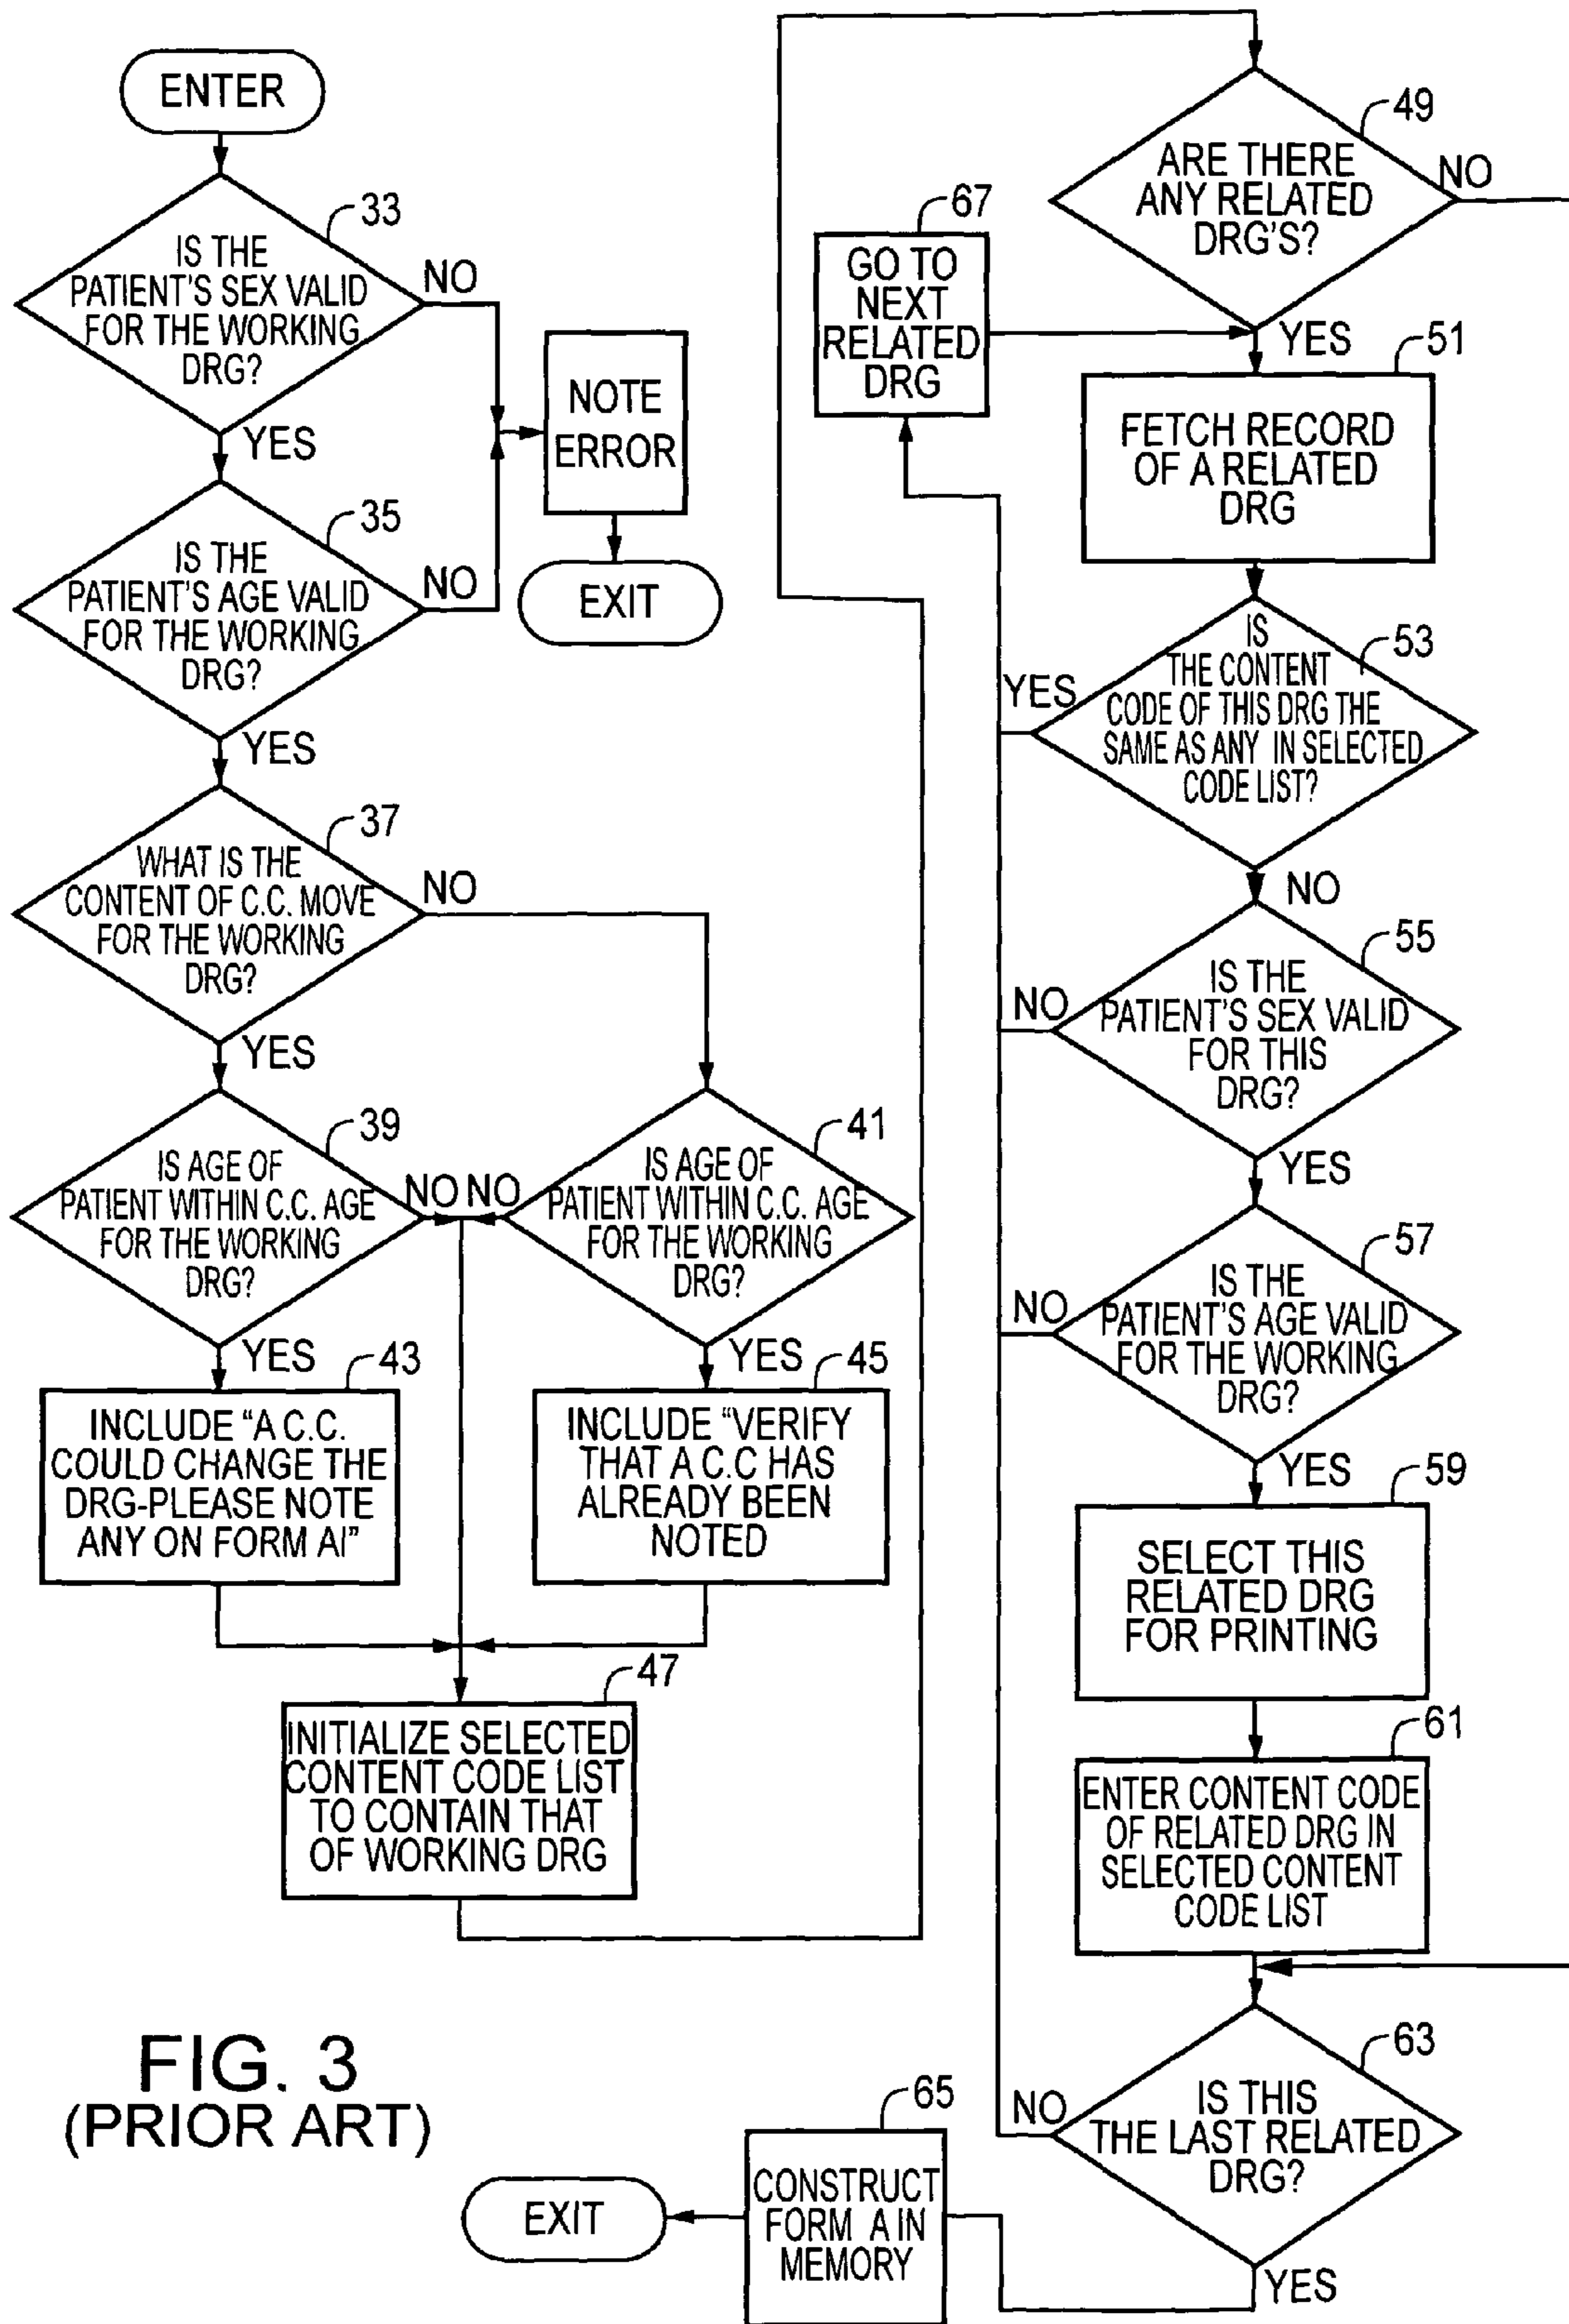 ENTER
33
IS THE
PATIENT'S SEX VALID
FOR THE WORKING
DRG?
NO
YES
NOTE
ERROR
EXIT
35
IS THE
PATIENT'S AGE VALID
FOR THE WORKING
DRG?
NO
YES
37
WHAT IS THE
CONTENT OF C.C. MOVE
FOR THE WORKING
DRG?
NO
YES
39
IS AGE OF
PATIENT WITHIN C.C. AGE
FOR THE WORKING
DRG?
NO
YES
41
IS AGE OF
PATIENT WITHIN C.C. AGE
FOR THE WORKING
DRG?
NO
YES
43
INCLUDE “A C.C.
COULD CHANGE THE
DRG-PLEASE NOTE
ANY ON FORM AI”
45
INCLUDE “VERIFY
THAT A C.C HAS
ALREADY BEEN
NOTED
47
INITIALIZE SELECTED
CONTENT CODE LIST
TO CONTAIN THAT
OF WORKING DRG
49
ARE THERE
ANY RELATED
DRG'S?
NO
YES
67
GO TO
NEXT
RELATED
DRG
51
FETCH RECORD
OF A RELATED
DRG
53
IS
THE CONTENT
CODE OF THIS DRG THE
SAME AS ANY IN SELECTED
CODE LIST?
YES
NO
55
IS THE
PATIENT'S SEX VALID
FOR THIS
DRG?
NO
YES
57
IS THE
PATIENT'S AGE VALID
FOR THE WORKING
DRG?
NO
YES
59
SELECT THIS
RELATED DRG
FOR PRINTING
61
ENTER CONTENT CODE
OF RELATED DRG IN
SELECTED CONTENT
CODE LIST
63
IS THIS
THE LAST RELATED
DRG?
NO
YES
65
CONSTRUCT
FORM A IN
MEMORY
EXIT
FIG. 3
(PRIOR ART)